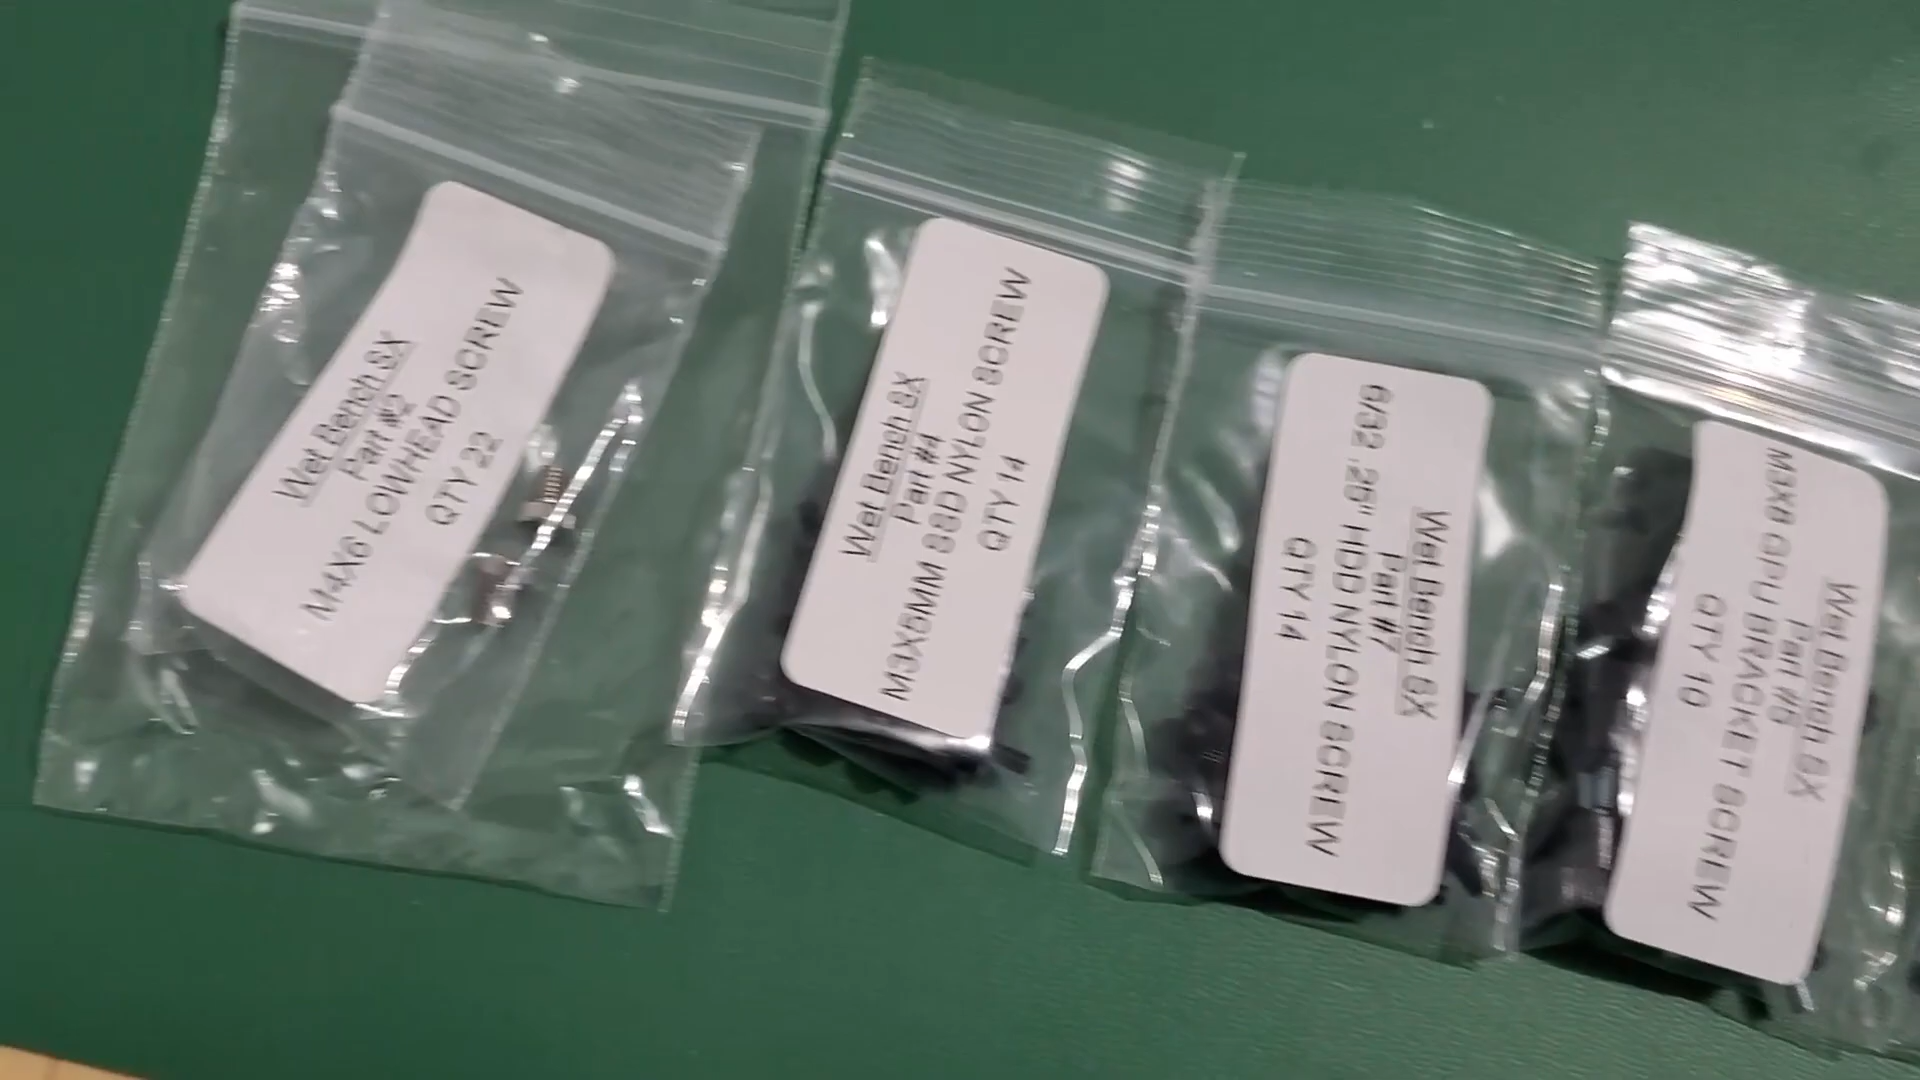 Wet Bench SX
Part #2
M4X6 LOWHEAD SCREW
QTY 22
Wet Bench SX
Part #4
M3X5MM SSD NYLON SCREW
QTY 14
Wet Bench SX
Part #7
6/32 .25" HDD NYLON SCREW
QTY 14
Wet Bench SX
Part
GPU BRACKET SCREW
QTY 10